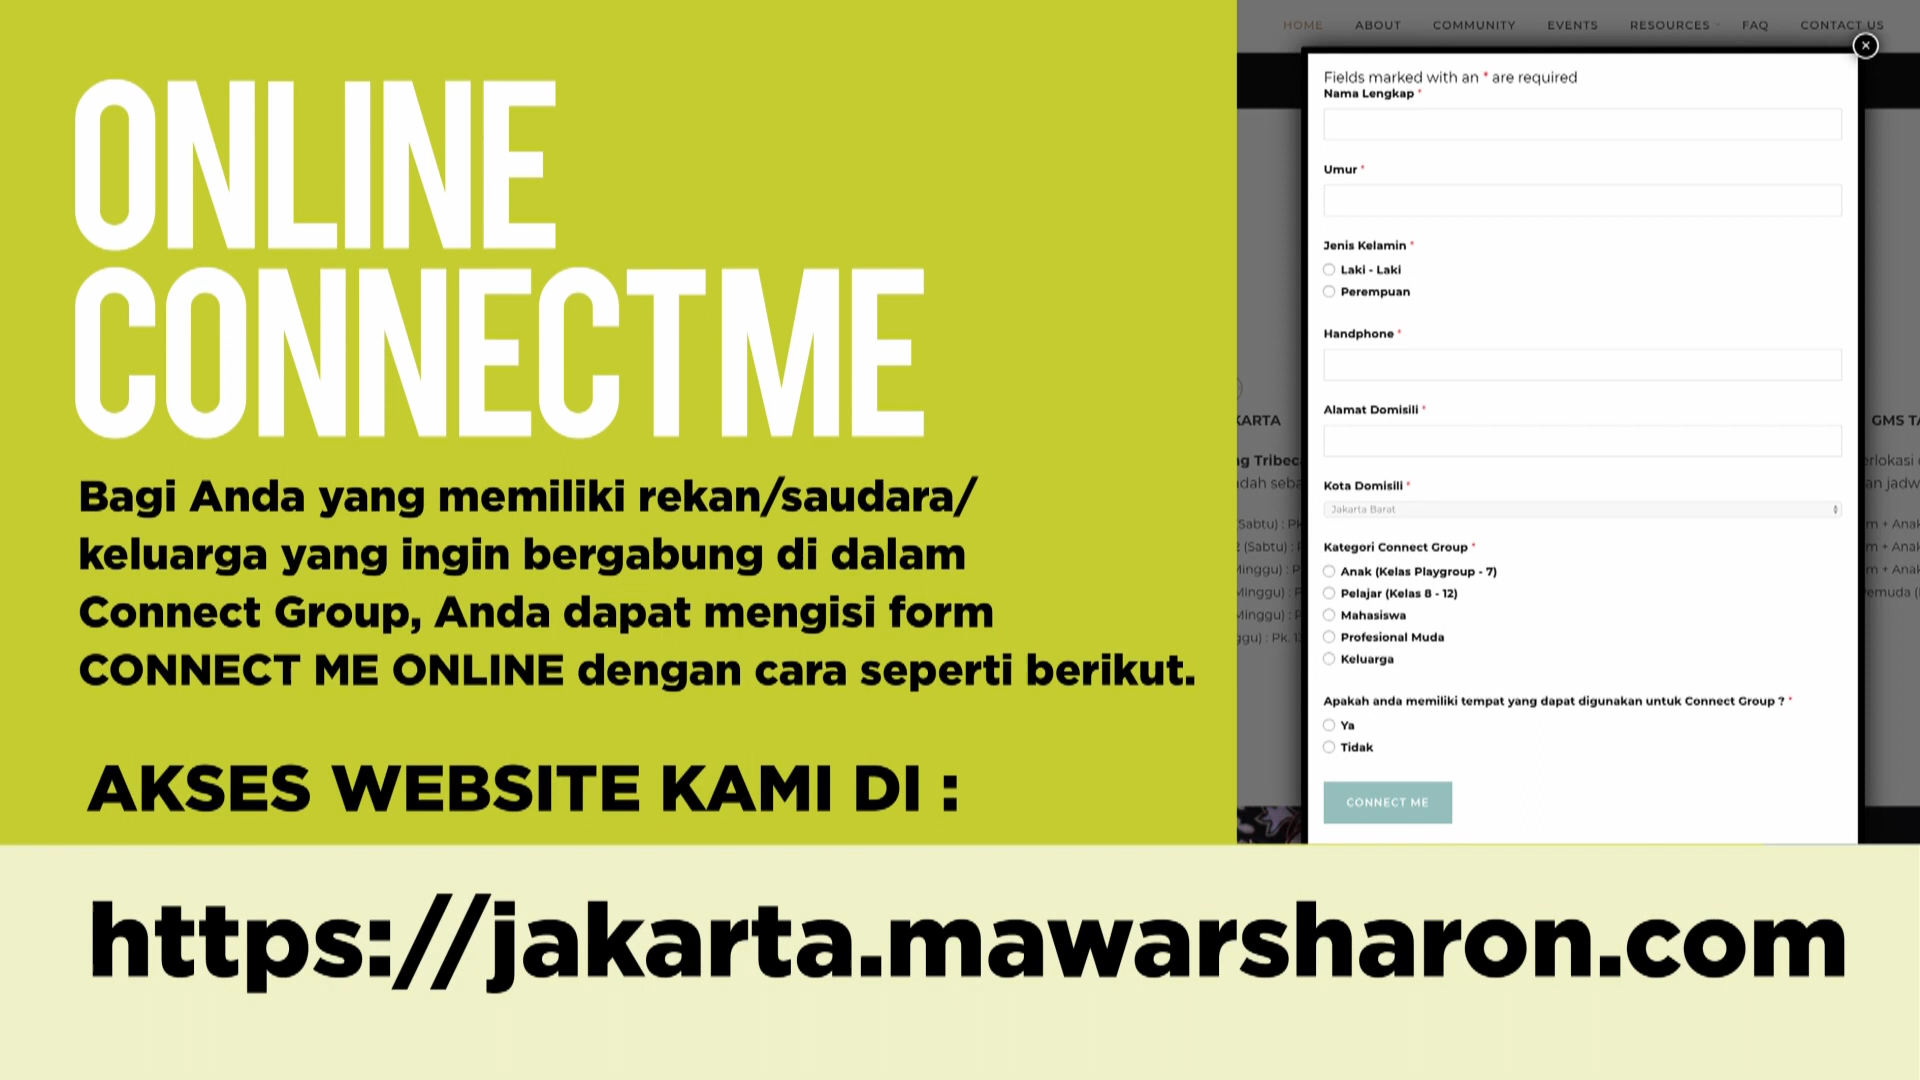 ONLINE
CONNECT ME
Bagi Anda yang memiliki rekan/saudara/
keluarga yang ingin bergabung di dalam
Connect Group, Anda dapat mengisi form
CONNECT ME ONLINE dengan cara seperti berikut.
AKSES WEBSITE KAMI DI :
https://jakarta.mawarsharon.com
HOME ABOUT COMMUNITY EVENTS RESOURCES FAQ CONTACT US
Fields marked with an * are required
Nama Lengkap *
Umur *
Jenis Kelamin *
Laki - Laki
Perempuan
Handphone *
Alamat Domisili *
Kota Domisili *
Jakarta Barat
Kategori Connect Group *
Anak (Kelas Playgroup - 7)
Pelajar (Kelas 8 - 12)
Mahasiswa
Profesional Muda
Keluarga
Apakah anda memiliki tempat yang dapat digunakan untuk Connect Group ? *
Ya
Tidak
CONNECT ME